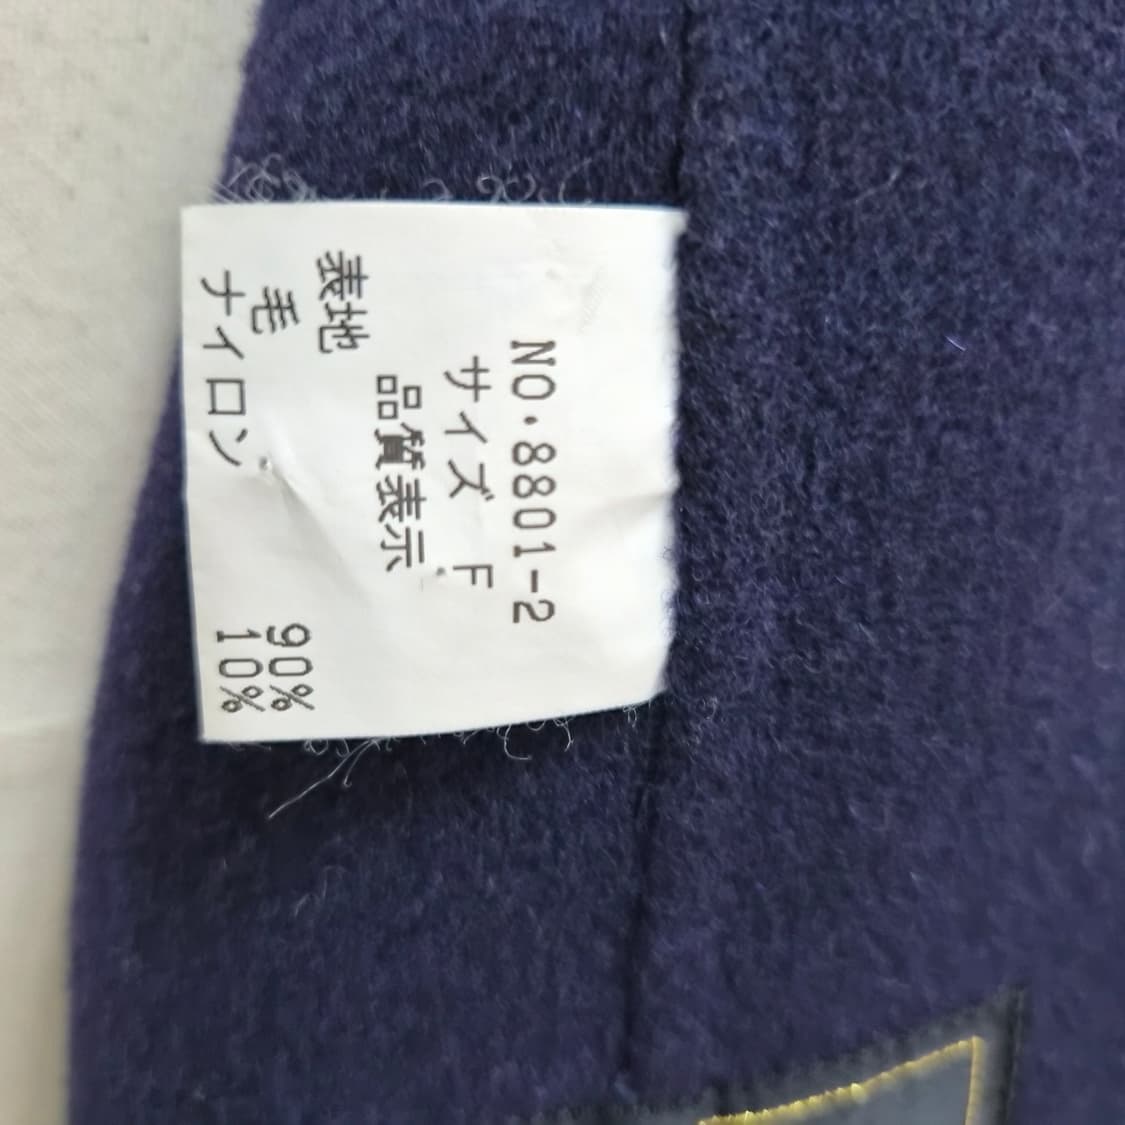 NO.8801-2
サイズ F
品質表示
表地
毛 90%
ナイロン 10%